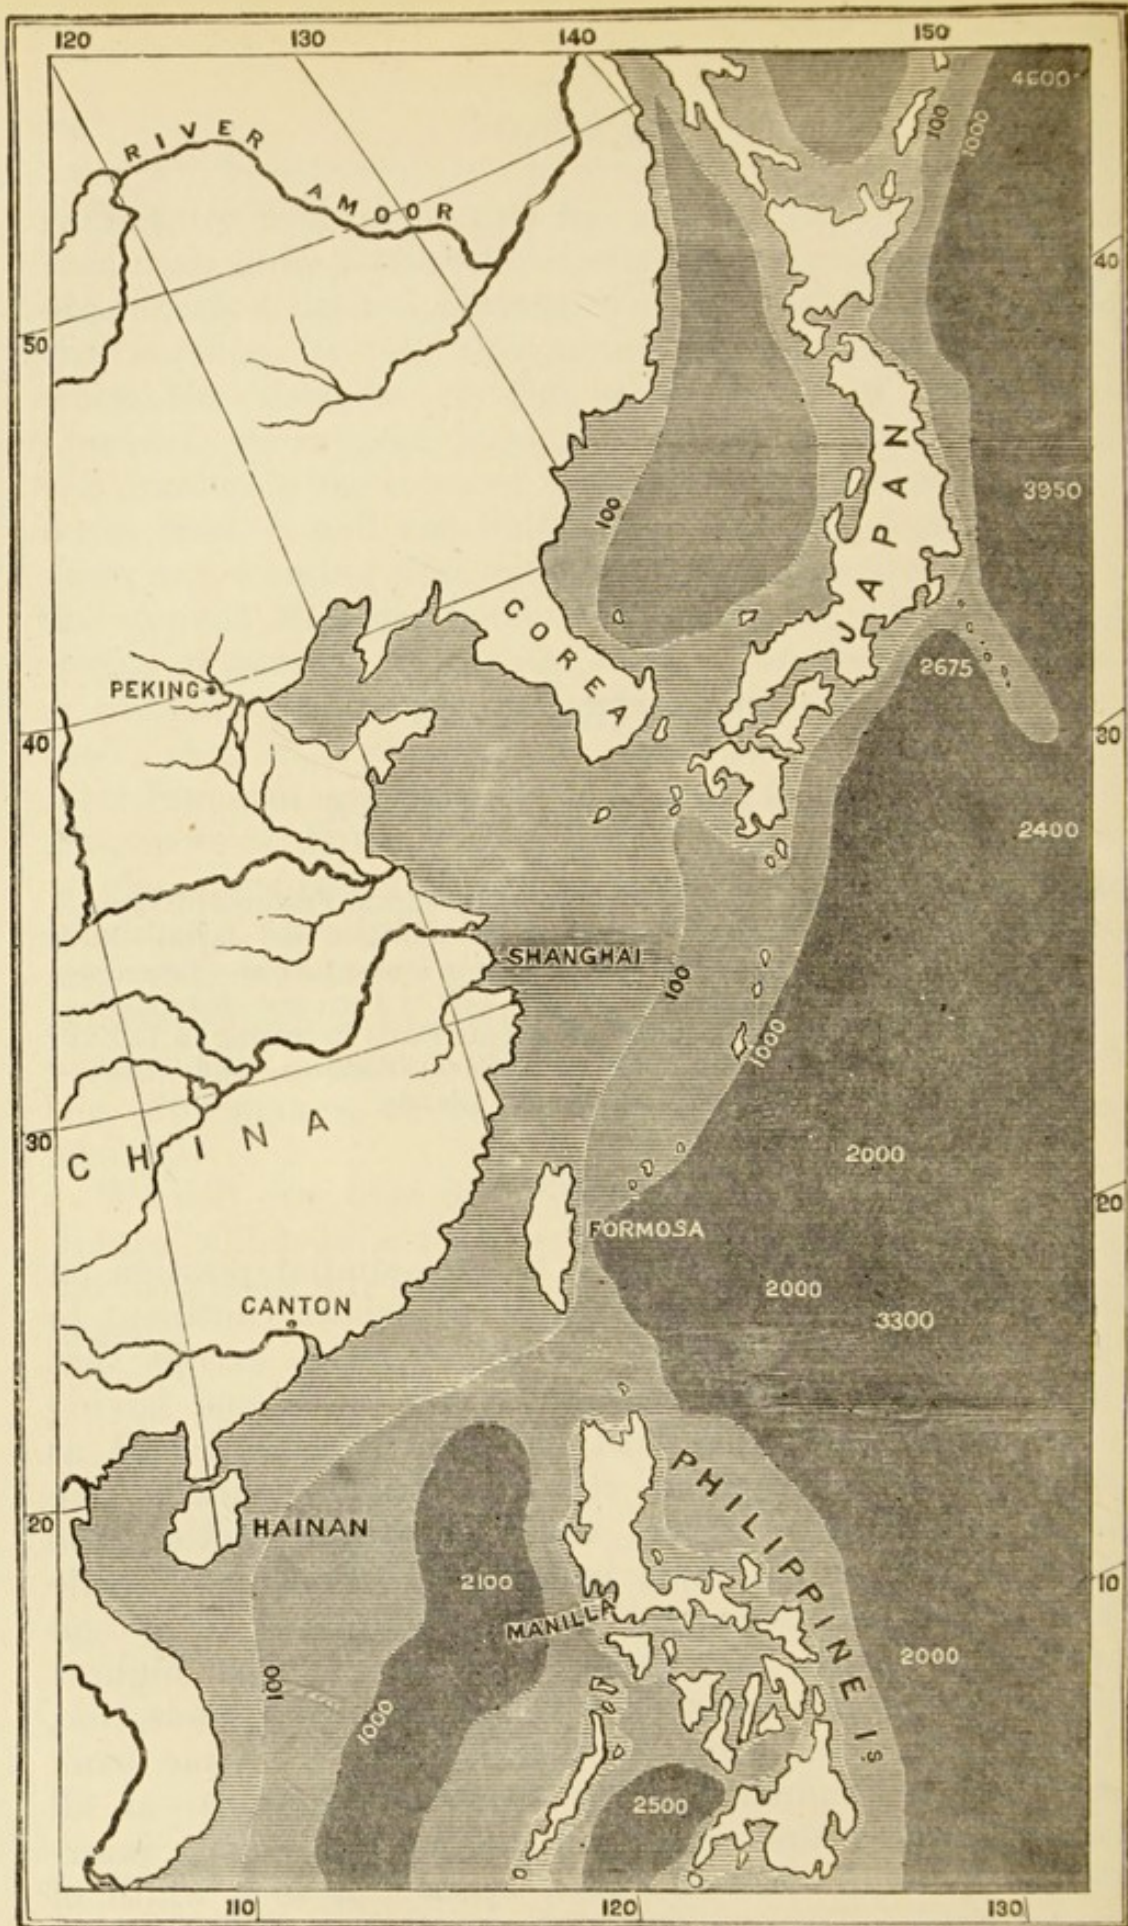 120 130 140 150
4600
100
1000
RIVER
AMOOR
40
50
3950
100
JAPAN
COREA
2675
PEKING
40
30
2400
SHANGHAI
100
1000
30
CHINA
2000
20
FORMOSA
2000
CANTON
3300
PHILIPPINE Is
20
HAINAN
10
2100
MANILLA
2000
100
1000
2500
110 120 130